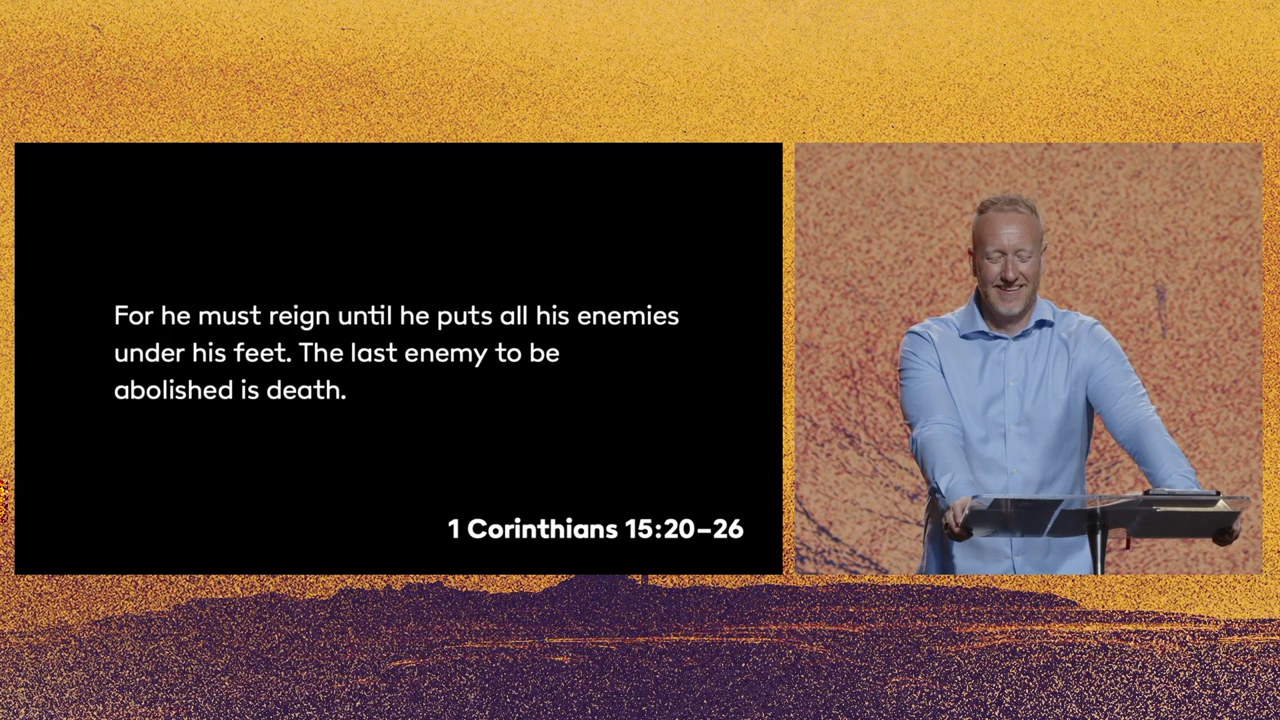 For he must reign until he puts all his enemies
under his feet. The last enemy to be
abolished is death.
1 Corinthians 15:20–26